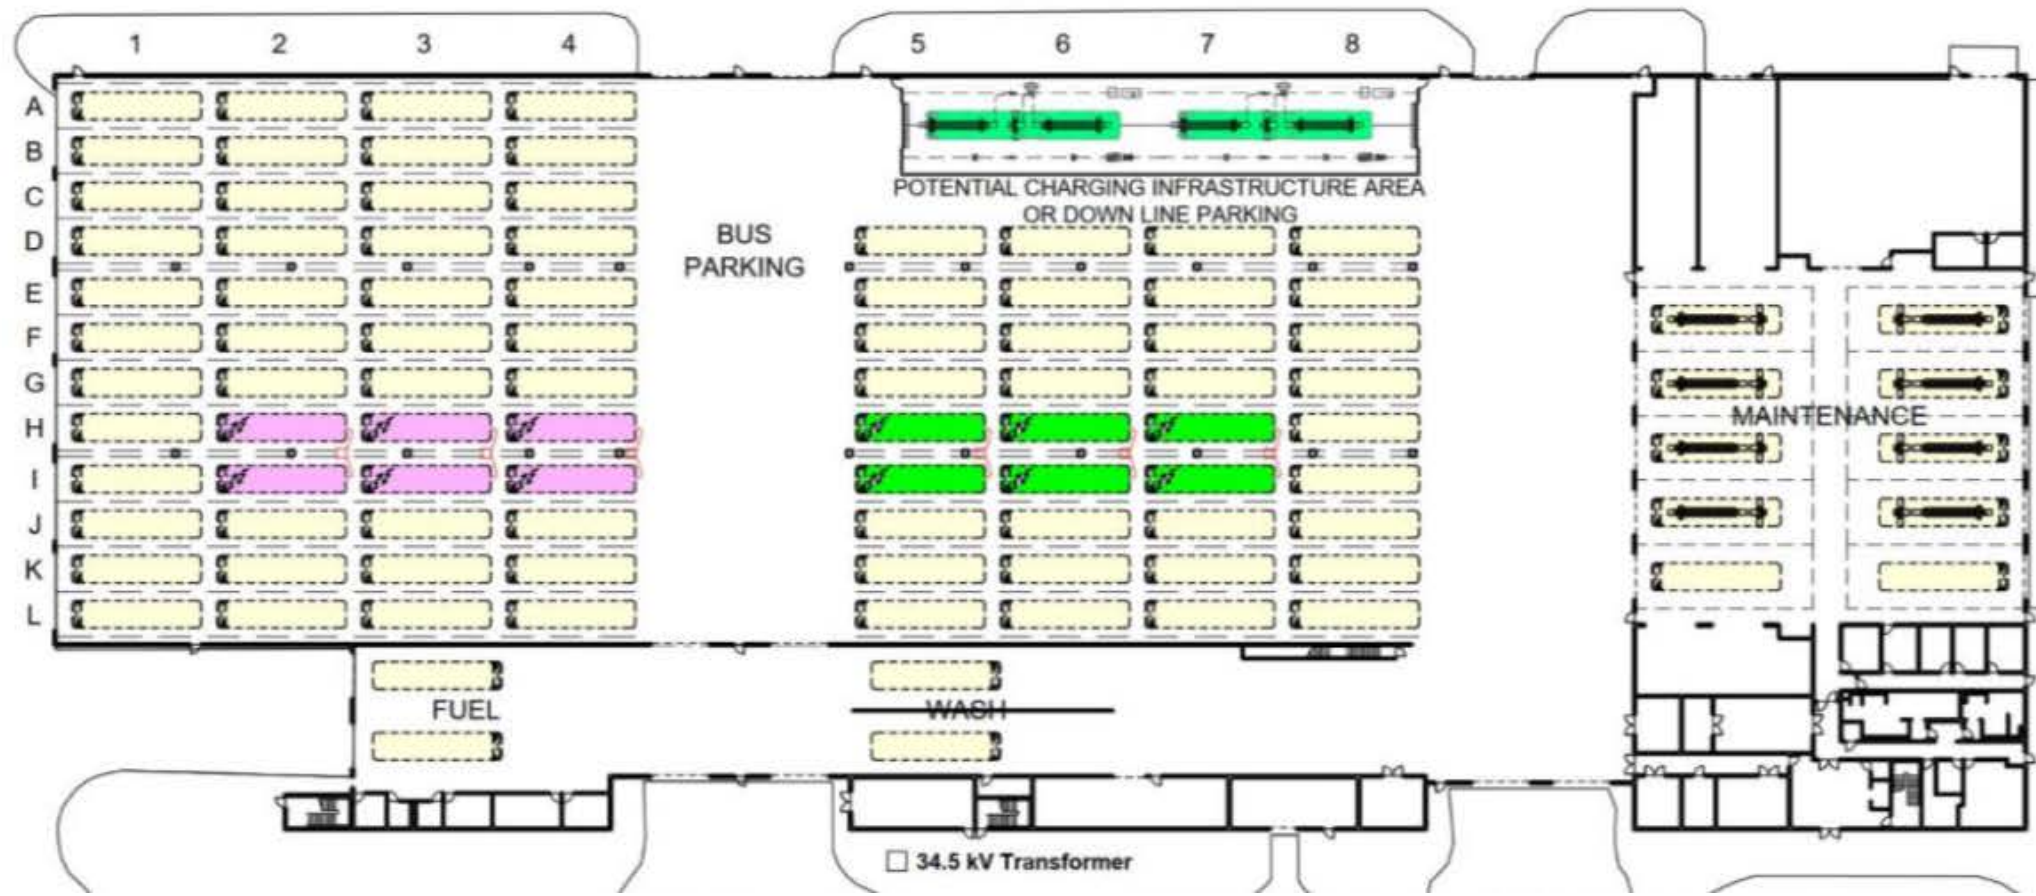 1 2 3 4 5 6 7 8
A
B
C
D
E
F
G
H
I
J
K
L
BUS
PARKING
POTENTIAL CHARGING INFRASTRUCTURE AREA
OR DOWN LINE PARKING
MAINTENANCE
FUEL
WASH
34.5 kV Transformer